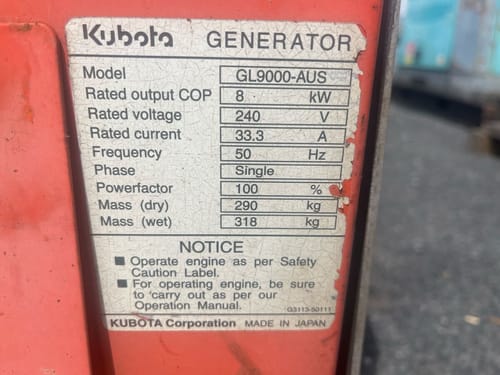 Kubota GENERATOR
Model GL9000-AUS
Rated output COP 8 kW
Rated voltage 240 V
Rated current 33.3 A
Frequency 50 Hz
Phase Single
Powerfactor 100 %
Mass (dry) 290 kg
Mass (wet) 318 kg
NOTICE
■ Operate engine as per Safety
Caution Label.
■ For operating engine, be sure
to carry out as per our
Operation Manual.
G3113-50111
KUBOTA Corporation MADE IN JAPAN